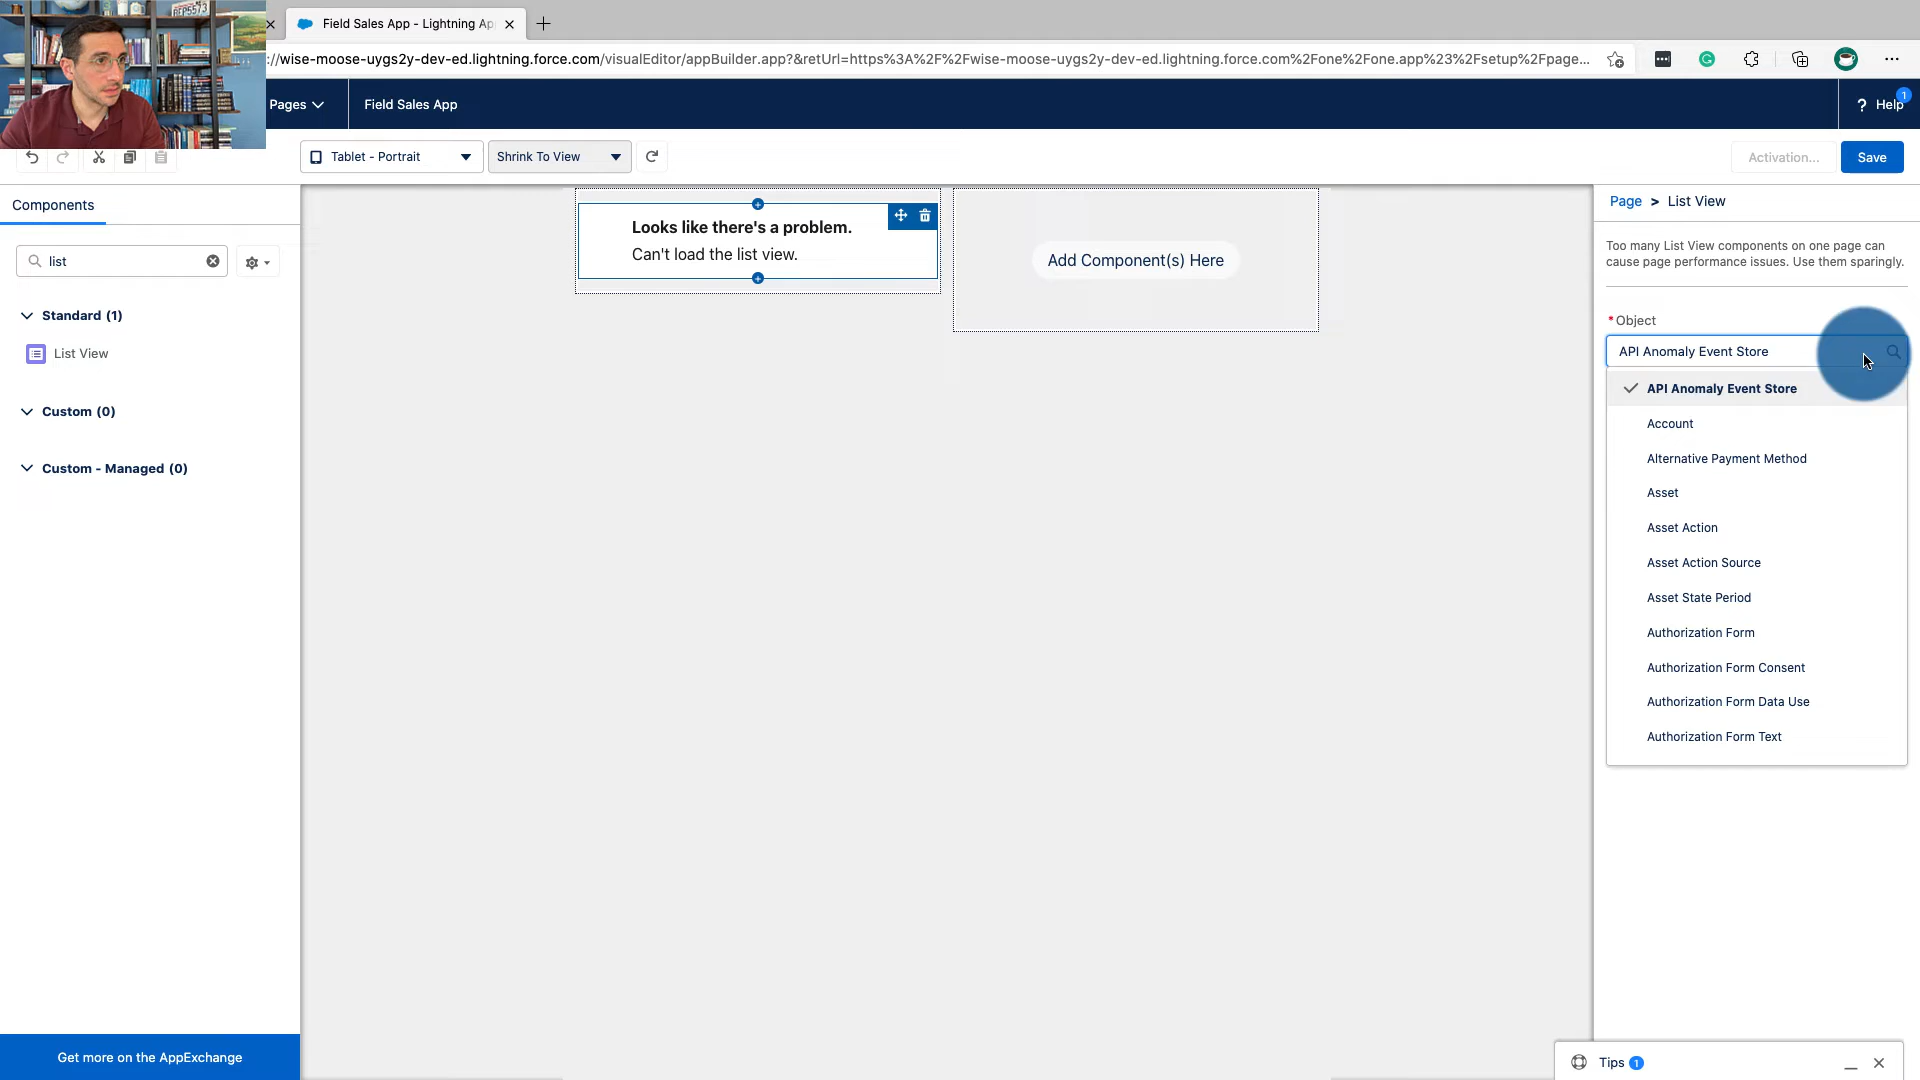 Field Sales App - Lightning Ap
://wise-moose-uygs2y-dev-ed.lightning.force.com/visualEditor/appBuilder.app?&retUrl=https%3A%2F%2Fwise-moose-uygs2y-dev-ed.lightning.force.com%2Fone%2Fone.app%23%2Fsetup%2Fpage...
Pages
Field Sales App
? Help
1
Tablet - Portrait
Shrink To View
Activation...
Save
Components
list
Standard (1)
List View
Custom (0)
Custom - Managed (0)
Get more on the AppExchange
Looks like there's a problem.
Can't load the list view.
Add Component(s) Here
Page > List View
Too many List View components on one page can
cause page performance issues. Use them sparingly.
* Object
API Anomaly Event Store
API Anomaly Event Store
Account
Alternative Payment Method
Asset
Asset Action
Asset Action Source
Asset State Period
Authorization Form
Authorization Form Consent
Authorization Form Data Use
Authorization Form Text
Tips 1